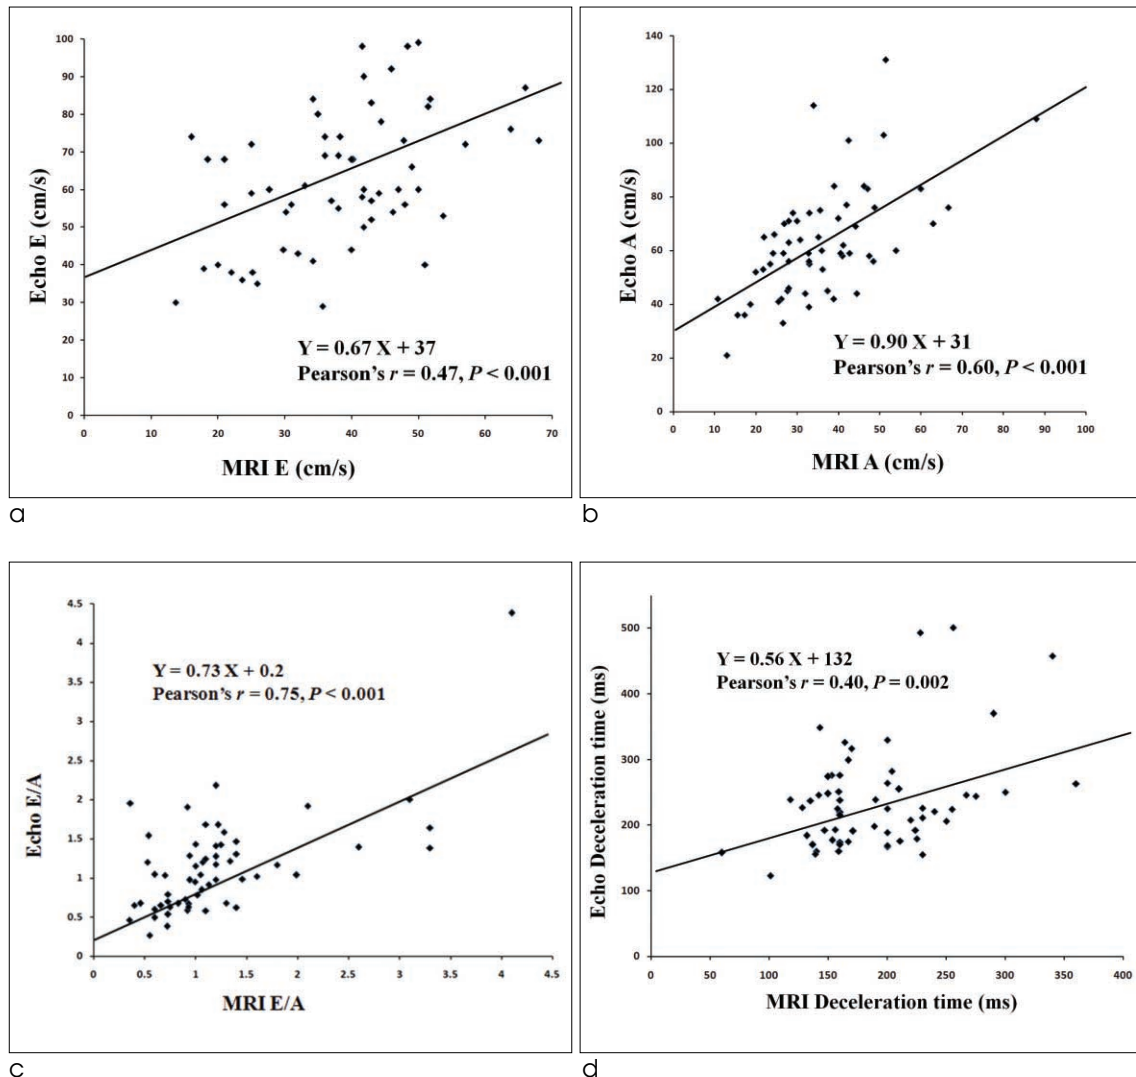 100
90
80
70
60
50
40
30
20
10
0
0 10 20 30 40 50 60 70
Echo E (cm/s)
MRI E (cm/s)
Y = 0.67 X + 37
Pearson's r = 0.47, P < 0.001
a
140
120
100
80
60
40
20
0
0 10 20 30 40 50 60 70 80 90 100
Echo A (cm/s)
MRI A (cm/s)
Y = 0.90 X + 31
Pearson's r = 0.60, P < 0.001
b
4.5
4
3.5
3
2.5
2
1.5
1
0.5
0
0 0.5 1 1.5 2 2.5 3 3.5 4 4.5
Echo E/A
MRI E/A
Y = 0.73 X + 0.2
Pearson's r = 0.75, P < 0.001
c
500
400
300
200
100
0
0 50 100 150 200 250 300 350 400
Echo Deceleration time (ms)
MRI Deceleration time (ms)
Y = 0.56 X + 132
Pearson's r = 0.40, P = 0.002
d